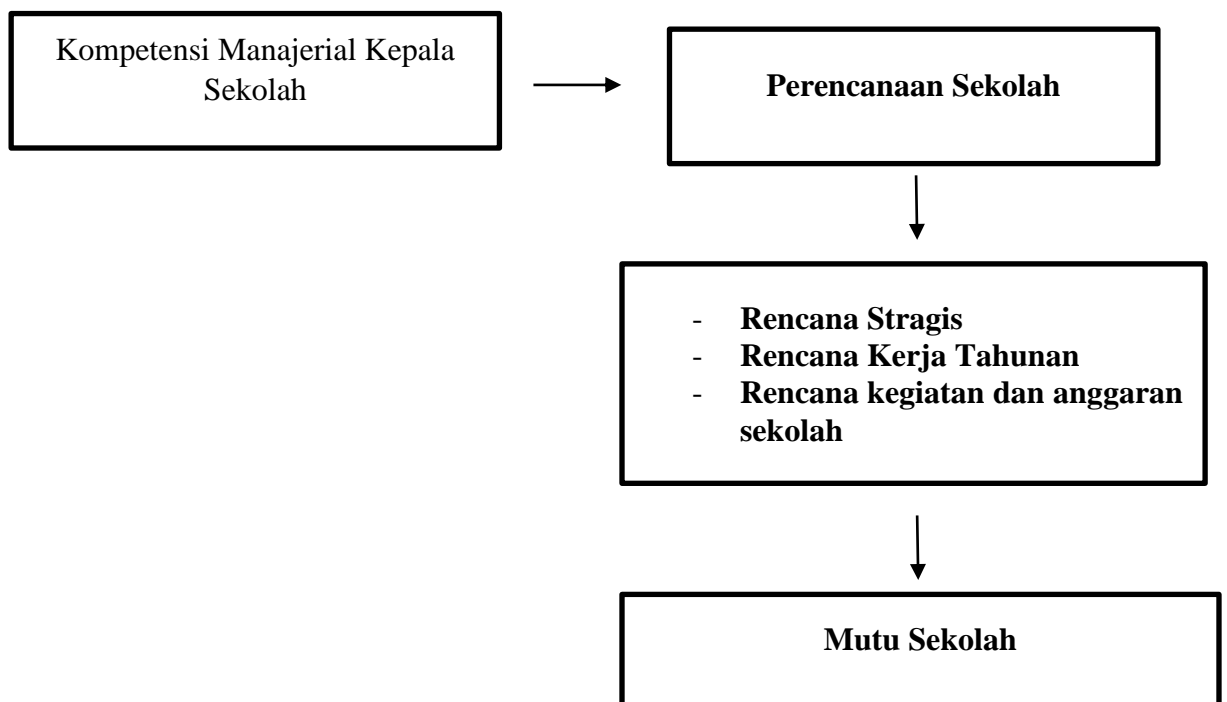 Kompetensi Manajerial Kepala
Sekolah
Perencanaan Sekolah
- Rencana Stragis
- Rencana Kerja Tahunan
- Rencana kegiatan dan anggaran
sekolah
Mutu Sekolah